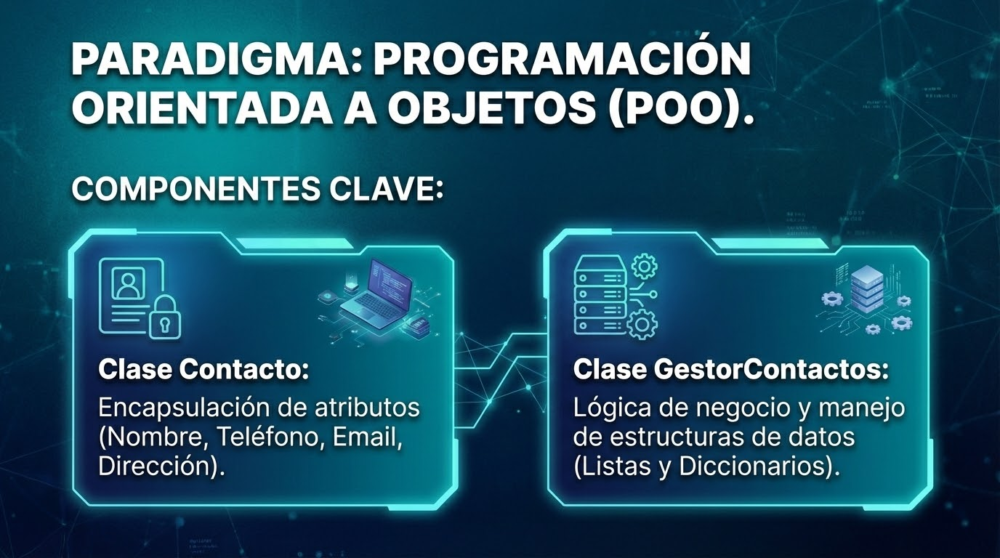 PARADIGMA: PROGRAMACIÓN
ORIENTADA A OBJETOS (POO).
COMPONENTES CLAVE:
Clase Contacto:
Encapsulación de atributos
(Nombre, Teléfono, Email,
Dirección).
Clase GestorContactos:
Lógica de negocio y manejo
de estructuras de datos
(Listas y Diccionarios).